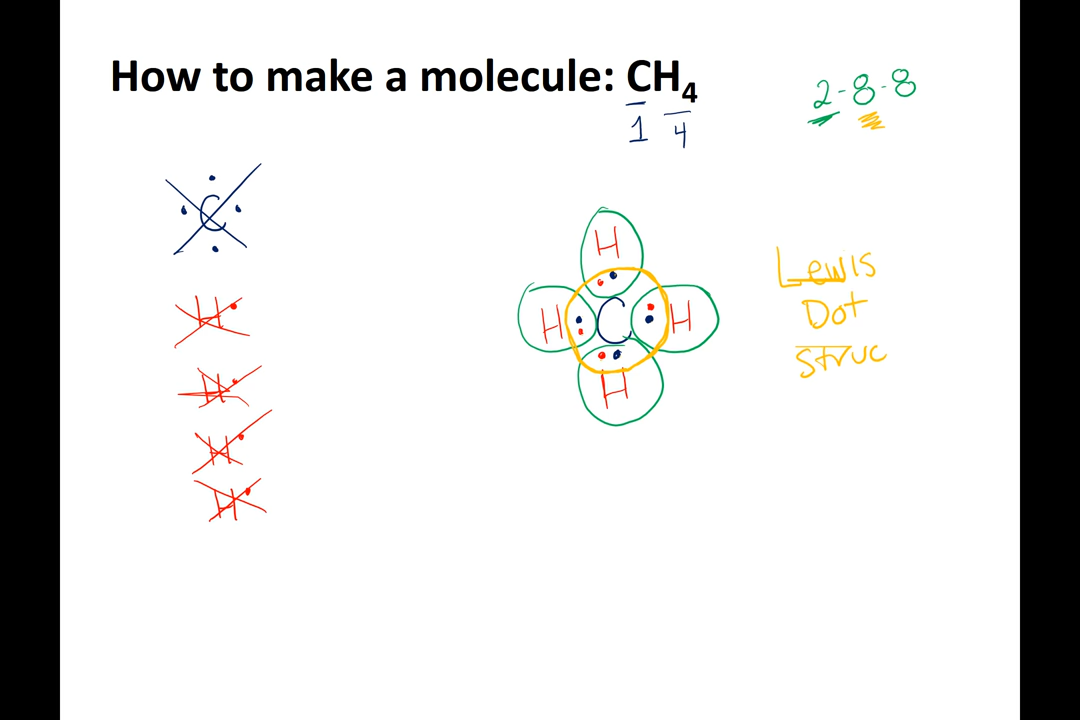 How to make a molecule: CH4
1 4
2-8-8
C
H
H
H
H
H
H C H
H
Lewis
Dot
Struc